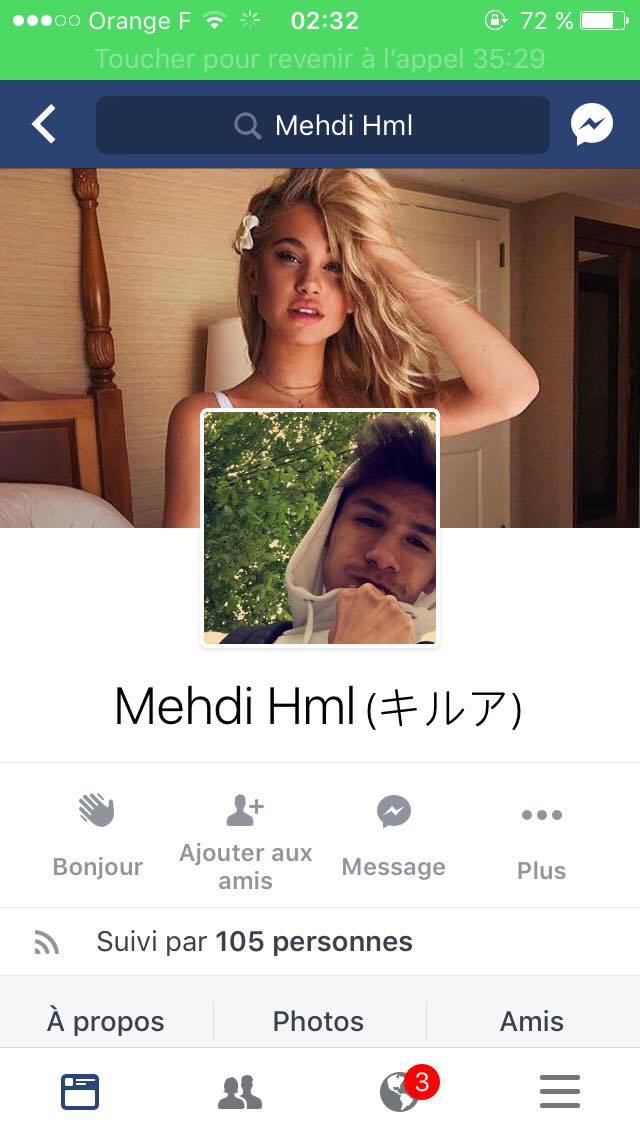 Orange F 02:32 72 %
Toucher pour revenir à l’appel 35:29
Mehdi Hml
Mehdi Hml (キルア)
Bonjour
Ajouter aux amis
Message
Plus
Suivi par 105 personnes
À propos Photos Amis
3